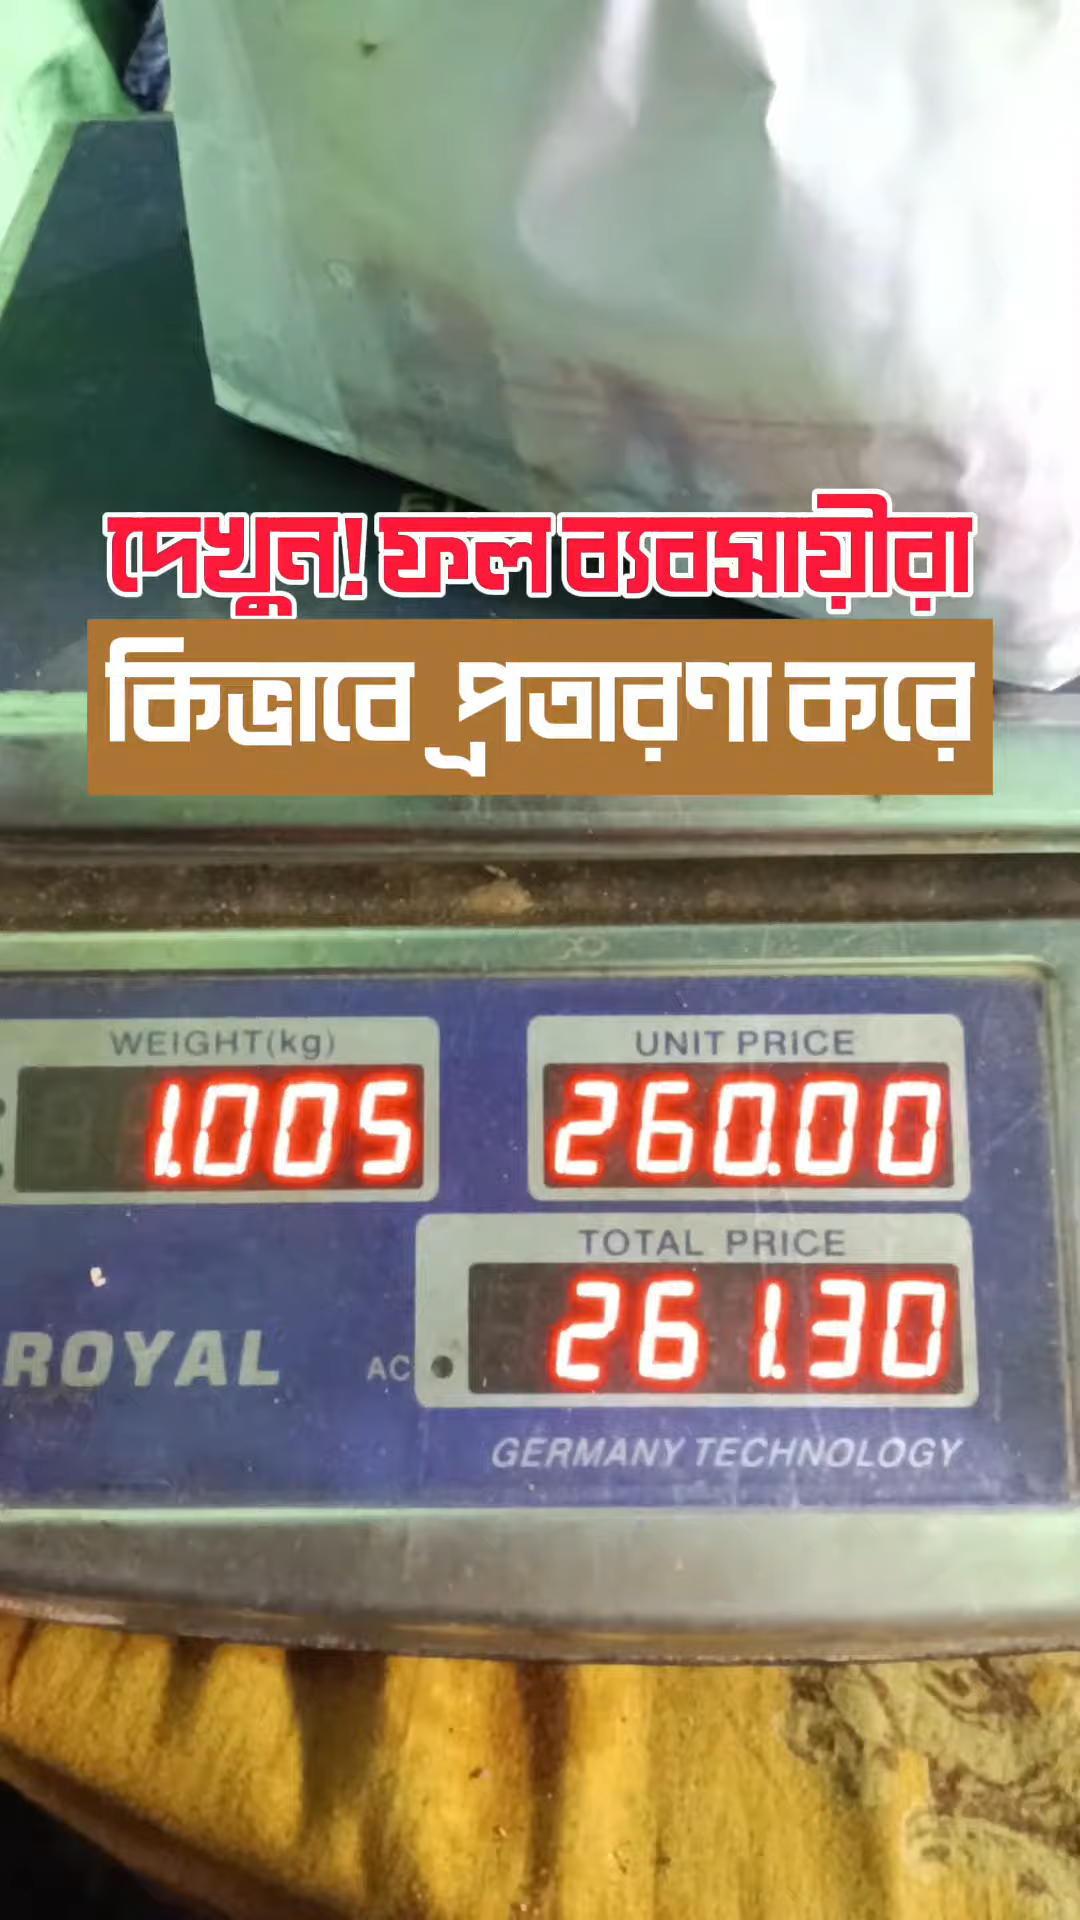 দেখুন! ফল ব্যবসায়ীরা
কিভাবে প্রতারণা করে
WEIGHT(kg)
UNIT PRICE
1.005
260.00
TOTAL PRICE
261.30
ROYAL
AC
GERMANY TECHNOLOGY